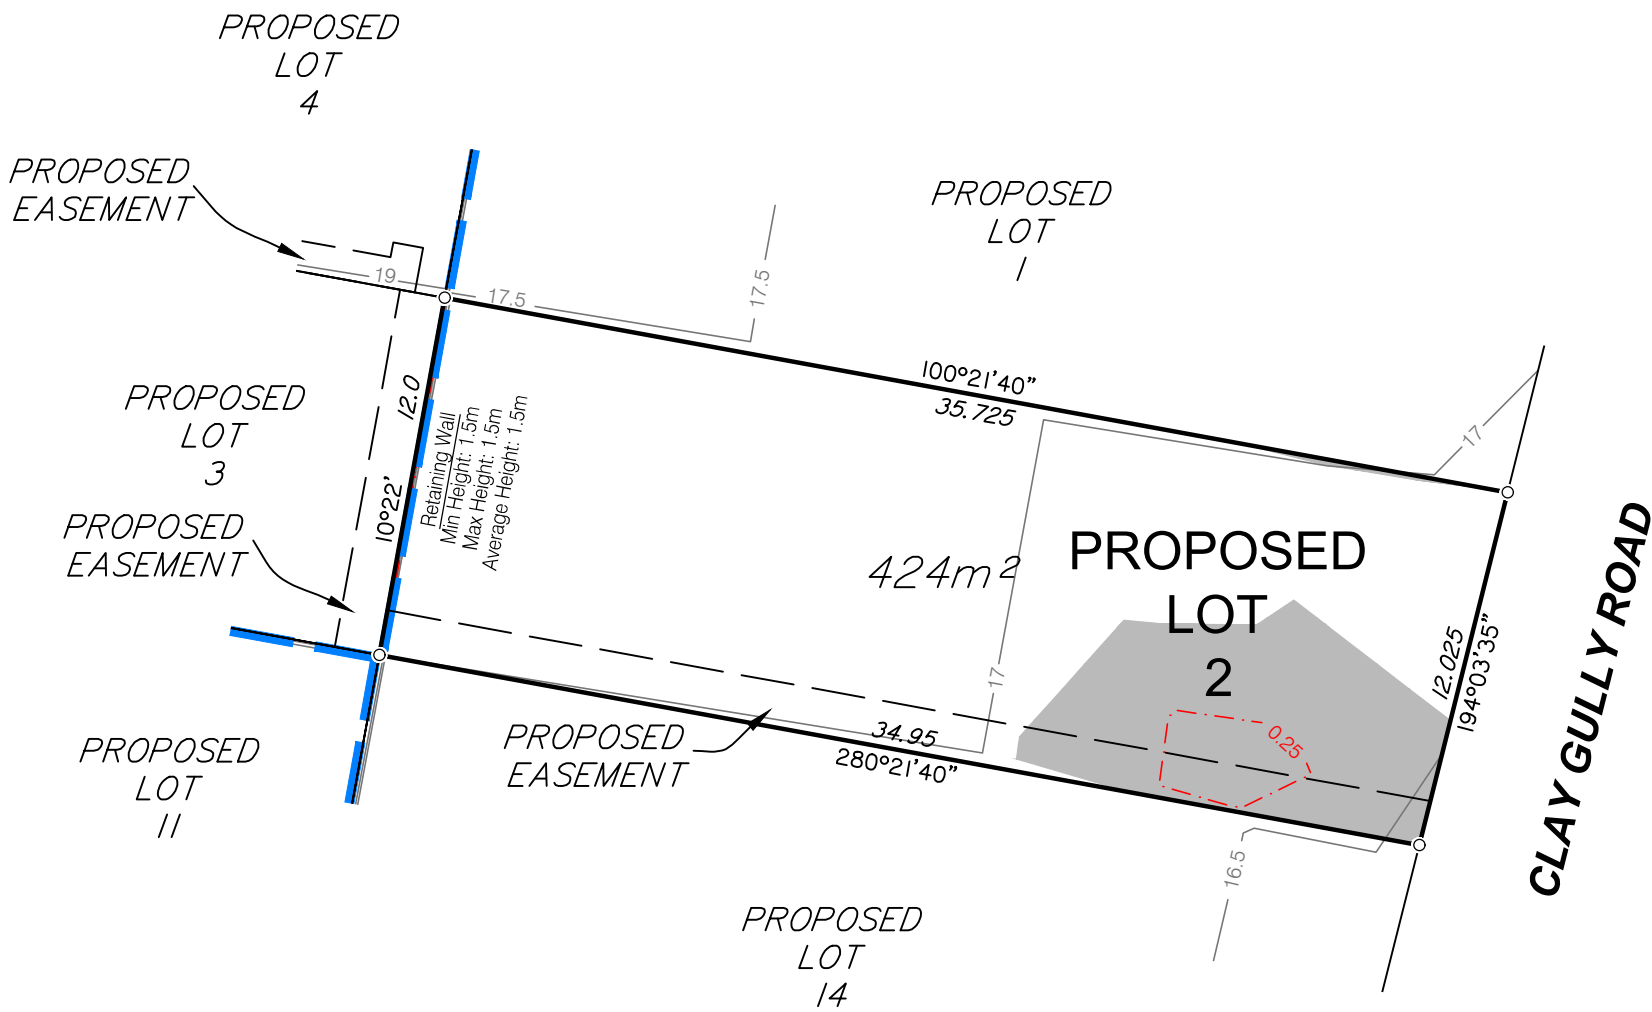 PROPOSED
LOT
4
PROPOSED
EASEMENT
PROPOSED
LOT
1
19
17.5
17.5
100°21'40"
35.725
17
PROPOSED
LOT
3
12.0
10°22'
Retaining Wall
Min Height: 1.5m
Max Height: 1.5m
Average Height: 1.5m
PROPOSED
EASEMENT
424m²
PROPOSED
LOT
2
17
12.025
194°03'35"
CLAY GULLY ROAD
0.25
PROPOSED
EASEMENT
34.95
280°21'40"
PROPOSED
LOT
11
16.5
PROPOSED
LOT
14